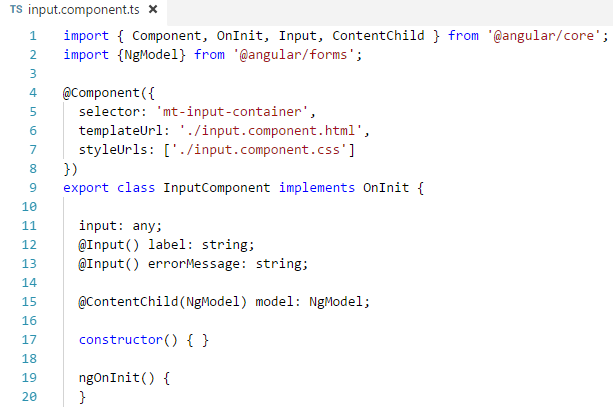 TS input.component.ts ×
1 import { Component, OnInit, Input, ContentChild } from '@angular/core';
2 import {NgModel} from '@angular/forms';
3
4 @Component({
5   selector: 'mt-input-container',
6   templateUrl: './input.component.html',
7   styleUrls: ['./input.component.css']
8 })
9 export class InputComponent implements OnInit {
10
11   input: any;
12   @Input() label: string;
13   @Input() errorMessage: string;
14
15   @ContentChild(NgModel) model: NgModel;
16
17   constructor() { }
18
19   ngOnInit() {
20   }